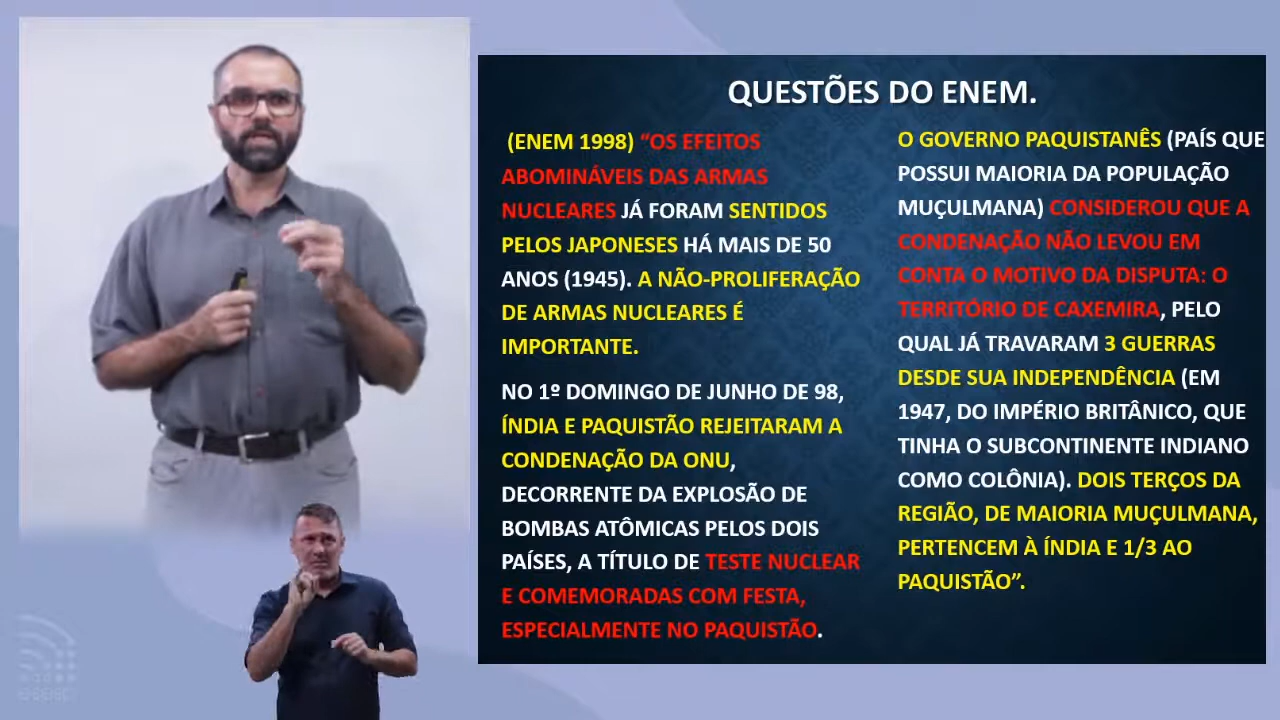 QUESTÕES DO ENEM.
(ENEM 1998) “OS EFEITOS
ABOMINÁVEIS DAS ARMAS
NUCLEARES JÁ FORAM SENTIDOS
PELOS JAPONESES HÁ MAIS DE 50
ANOS (1945). A NÃO-PROLIFERAÇÃO
DE ARMAS NUCLEARES É
IMPORTANTE.
NO 1º DOMINGO DE JUNHO DE 98,
ÍNDIA E PAQUISTÃO REJEITARAM A
CONDENAÇÃO DA ONU,
DECORRENTE DA EXPLOSÃO DE
BOMBAS ATÔMICAS PELOS DOIS
PAÍSES, A TÍTULO DE TESTE NUCLEAR
E COMEMORADAS COM FESTA,
ESPECIALMENTE NO PAQUISTÃO.
O GOVERNO PAQUISTANÊS (PAÍS QUE
POSSUI MAIORIA DA POPULAÇÃO
MUÇULMANA) CONSIDEROU QUE A
CONDENAÇÃO NÃO LEVOU EM
CONTA O MOTIVO DA DISPUTA: O
TERRITÓRIO DE CAXEMIRA, PELO
QUAL JÁ TRAVARAM 3 GUERRAS
DESDE SUA INDEPENDÊNCIA (EM
1947, DO IMPÉRIO BRITÂNICO, QUE
TINHA O SUBCONTINENTE INDIANO
COMO COLÔNIA). DOIS TERÇOS DA
REGIÃO, DE MAIORIA MUÇULMANA,
PERTENCEM À ÍNDIA E 1/3 AO
PAQUISTÃO”.